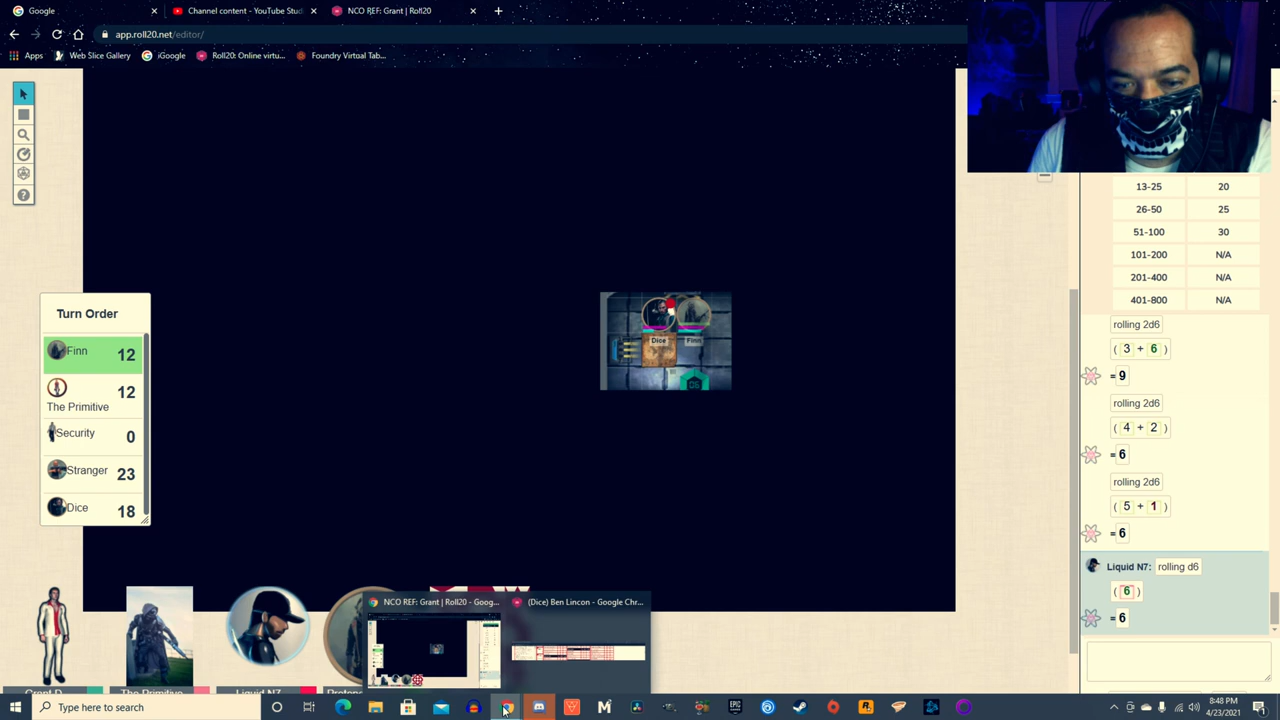 Google
Channel content - YouTube Stud
NCO REF: Grant | Roll20
app.roll20.net/editor/
Apps
Web Slice Gallery
iGoogle
Roll20: Online virtu...
Foundry Virtual Tab...
13-25 20
26-50 25
51-100 30
101-200 N/A
201-400 N/A
401-800 N/A
Turn Order
Finn 12
The Primitive 12
Security 0
Stranger 23
Dice 18
Dice
Finn
06
rolling 2d6
( 3 + 6 )
= 9
rolling 2d6
( 4 + 2 )
= 6
rolling 2d6
( 5 + 1 )
= 6
Liquid N7: rolling d6
( 6 )
= 6
NCO REF: Grant | Roll20 - Goog...
(Dice) Ben Lincon - Google Chr...
Type here to search
8:48 PM
4/23/2021